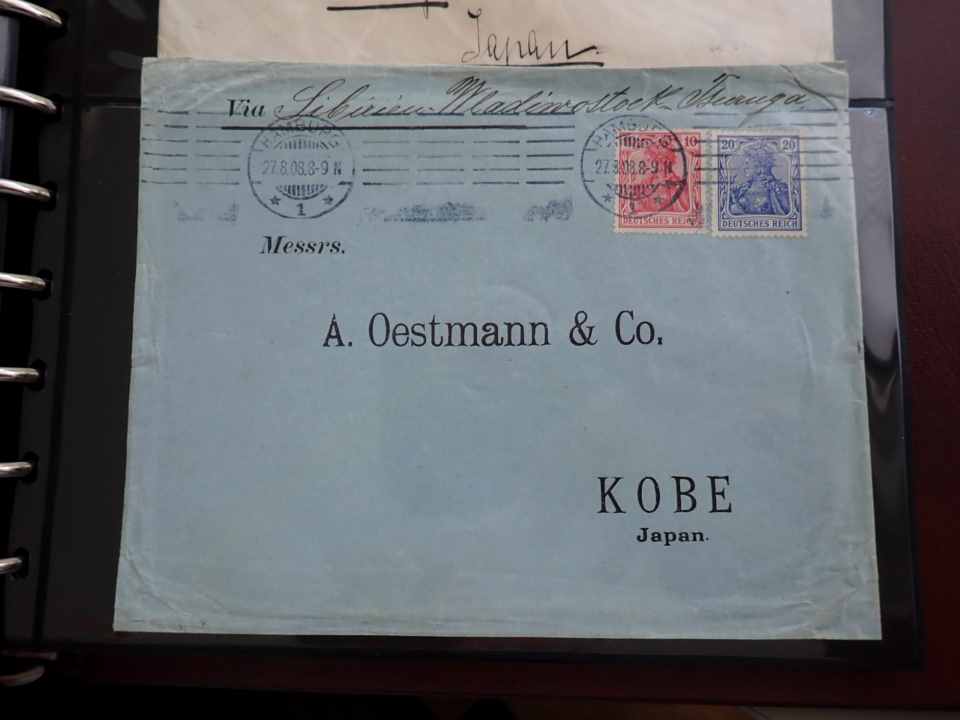 Japan.
Via Sibirien Wladiwostock Tsuruga
HAMBURG
27.8.08.8-9 N
1
HAMBURG
27.8.08.8-9 N
1
10
DEUTSCHES REICH
20 20
DEUTSCHES REICH
Messrs.
A. Oestmann & Co.
KOBE
Japan.